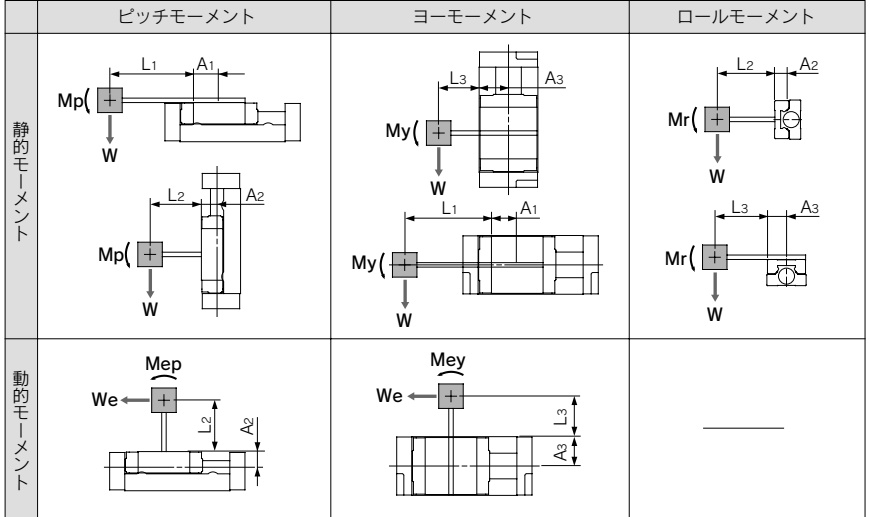 ピッチモーメント
ヨーモーメント
ロールモーメント
静的モーメント
L1 A1
Mp
W
L2 A2
Mp
W
L3 A3
My
W
L1 A1
My
W
L2 A2
Mr
W
L3 A3
Mr
W
動的モーメント
Mep
We
L2
A2
Mey
We
L3
A3